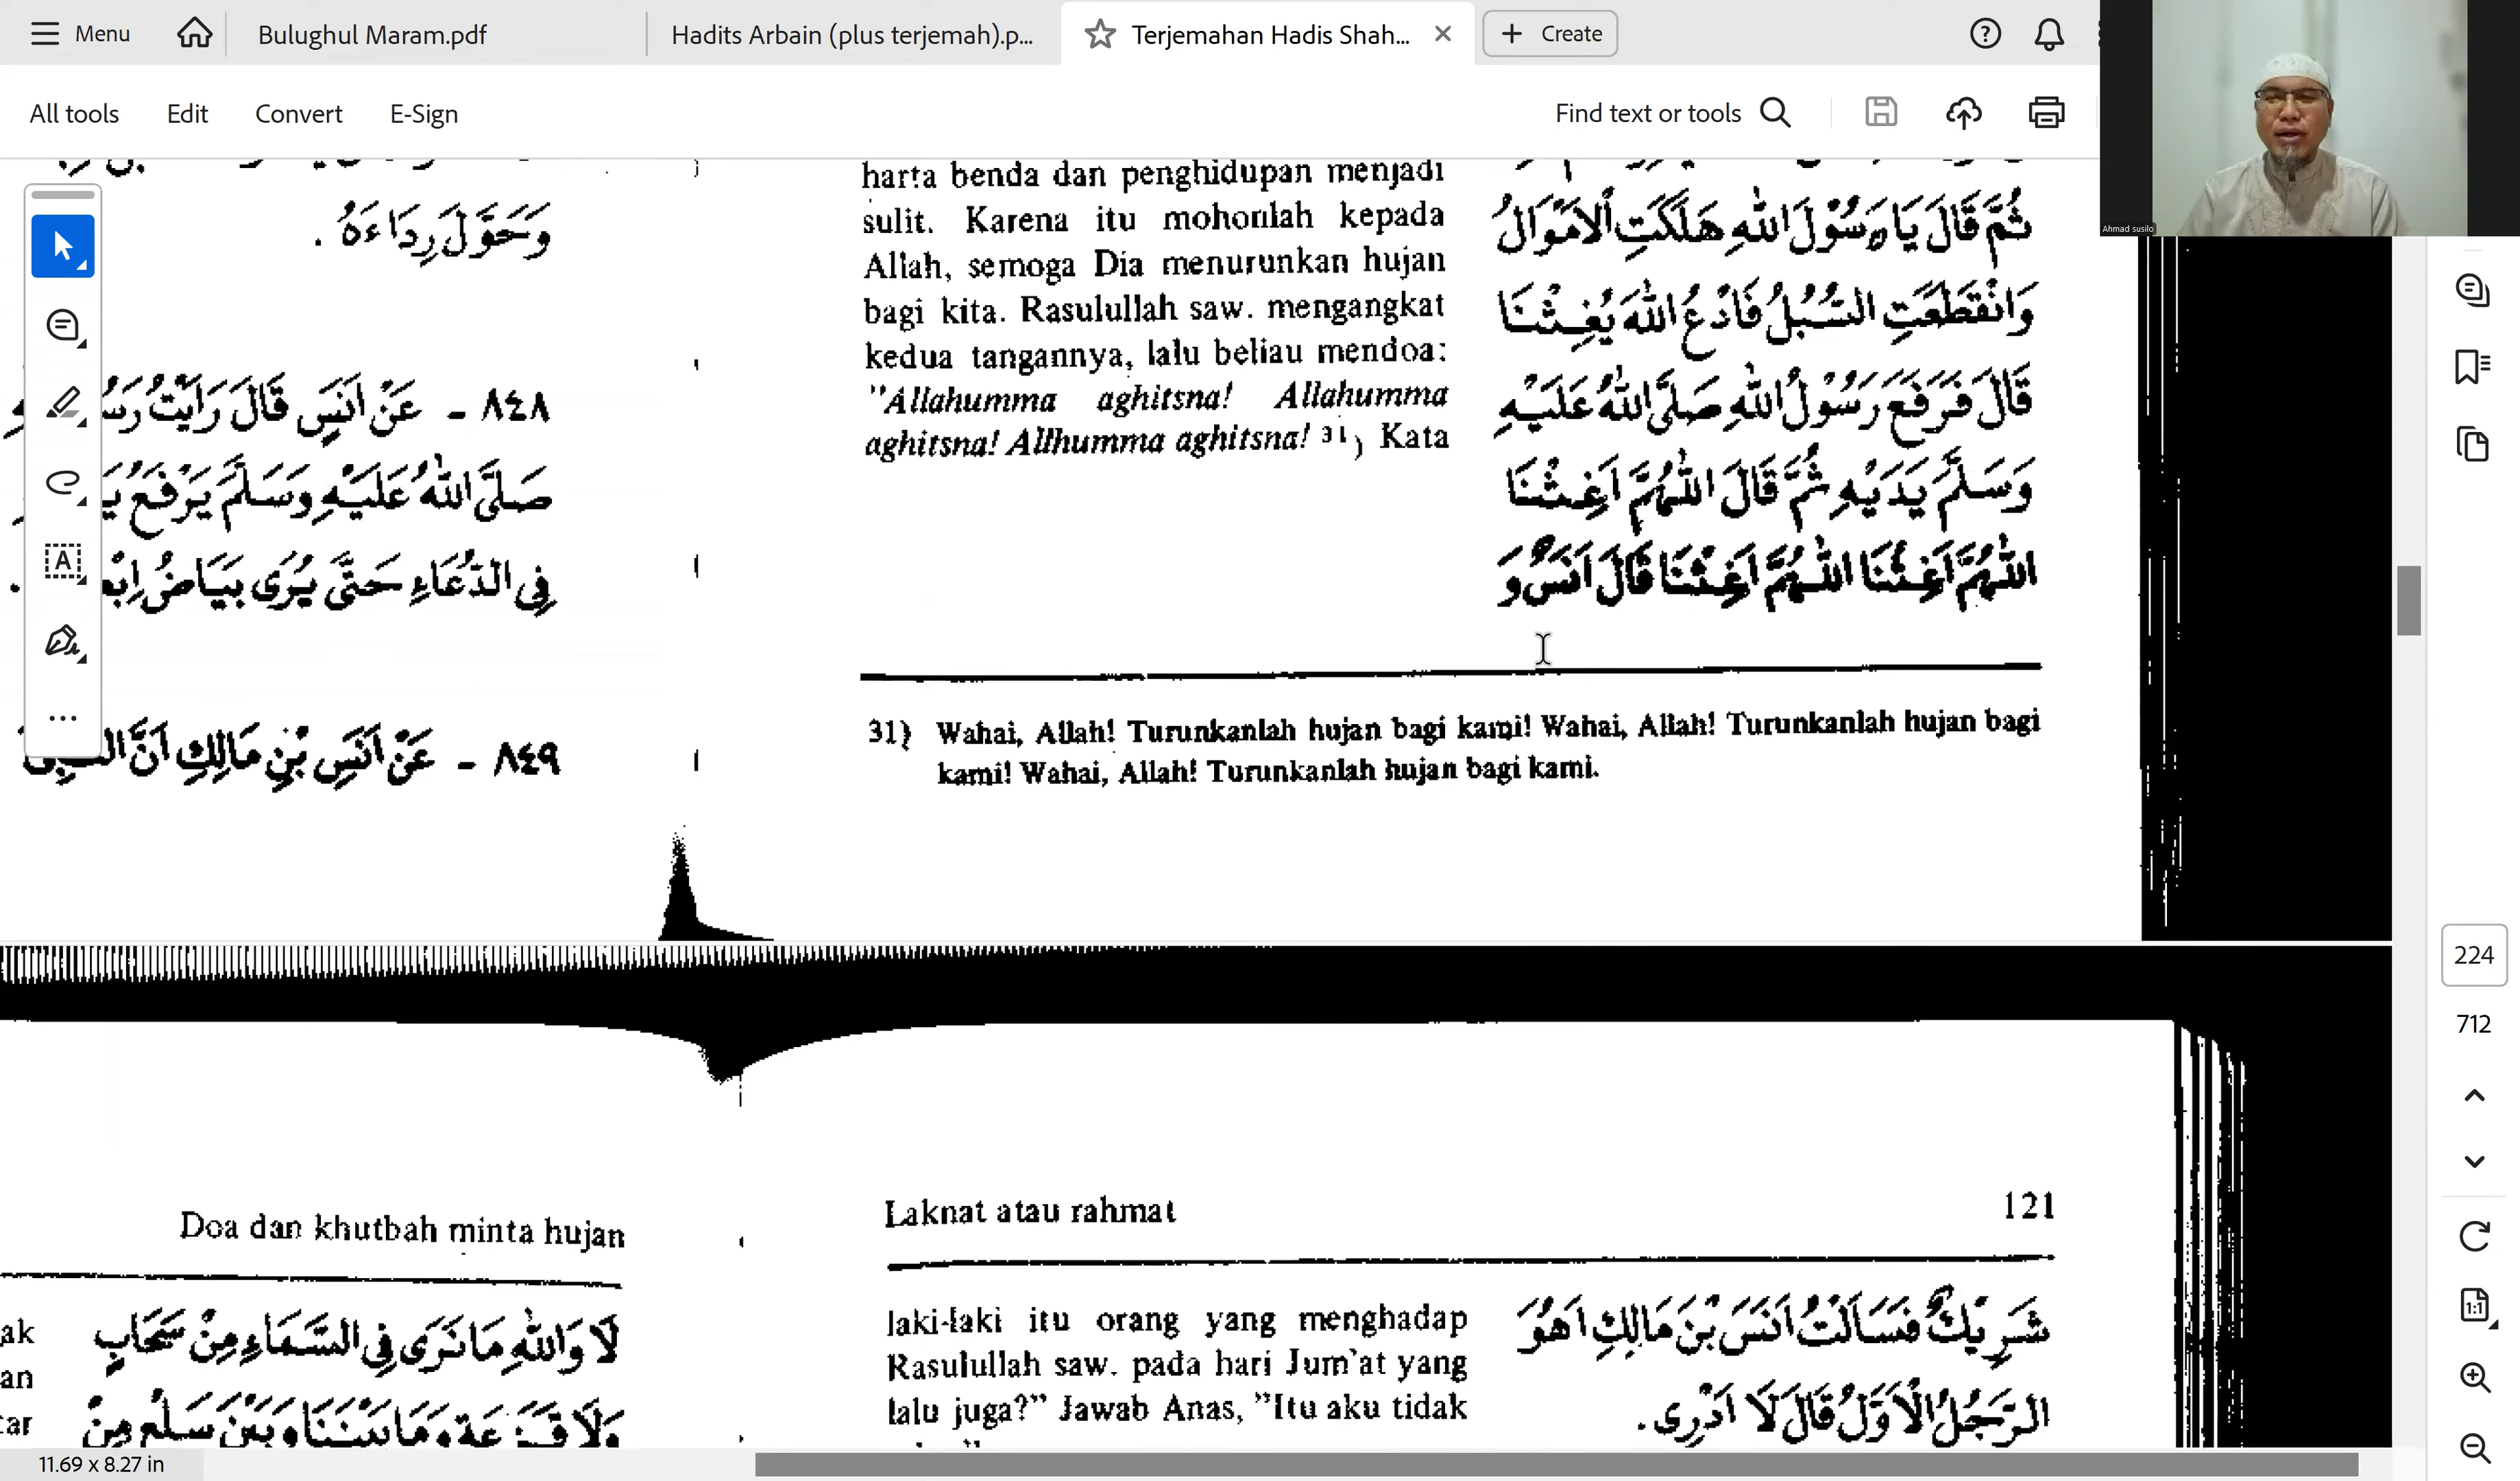 Menu
Bulughul Maram.pdf
Hadits Arbain (plus terjemah).p...
Terjemahan Hadis Shah...
Create
All tools
Edit
Convert
E-Sign
Find text or tools
Ahmad susilo
وَحَوَّلَ رِدَاءَهُ .
٨٤٨ - عَنْ اَنَسٍ قَالَ رَاَيْتُ
صَلَّى اللهُ عَلَيْهِ وَسَلَّمَ يَرْفَعُ
فِى الدُّعَاءِ حَتَّى يُرَى بَيَاضُ
٨٤٩ - عَنْ اَنَسِ بْنِ مَالِكٍ اَنَّ
harta benda dan penghidupan menjadi
sulit. Karena itu mohonlah kepada
Allah, semoga Dia menurunkan hujan
bagi kita. Rasulullah saw. mengangkat
kedua tangannya, lalu beliau mendoa:
"Allahumma aghitsna! Allahumma
aghitsna! Allhumma aghitsna! 31) Kata
ثُمَّ قَالَ يَا رَسُوْلَ اللهِ هَلَكَتِ الْاَمْوَالُ
وَانْقَطَعَتِ السُّبُلُ فَادْعُ اللهَ يُغِثْنَا
قَالَ فَرَفَعَ رَسُوْلُ اللهِ صَلَّى اللهُ عَلَيْهِ
وَسَلَّمَ يَدَيْهِ ثُمَّ قَالَ اللّٰهُمَّ اَغِثْنَا
اللّٰهُمَّ اَغِثْنَا اللّٰهُمَّ اَغِثْنَا قَالَ اَنَسٌ وَ
31) Wahai, Allah! Turunkanlah hujan bagi kami! Wahai, Allah! Turunkanlah hujan bagi
kami! Wahai, Allah! Turunkanlah hujan bagi kami.
Doa dan khutbah minta hujan
لَا وَاللهِ مَا نَرَى فِى السَّمَاءِ مِنْ سَحَابٍ
وَلَا قَزَعَةٍ وَمَا بَيْنَنَا وَبَيْنَ سَلْعٍ مِنْ
Laknat atau rahmat
121
laki-laki itu orang yang menghadap
Rasulullah saw. pada hari Jum'at yang
lalu juga?" Jawab Anas, "Itu aku tidak
شَرِيْكٌ فَسَاَلْتُ اَنَسَ بْنَ مَالِكٍ اَهُوَ
الرَّجُلُ الْاَوَّلُ قَالَ لَا اَدْرِى .
224
712
11.69 x 8.27 in